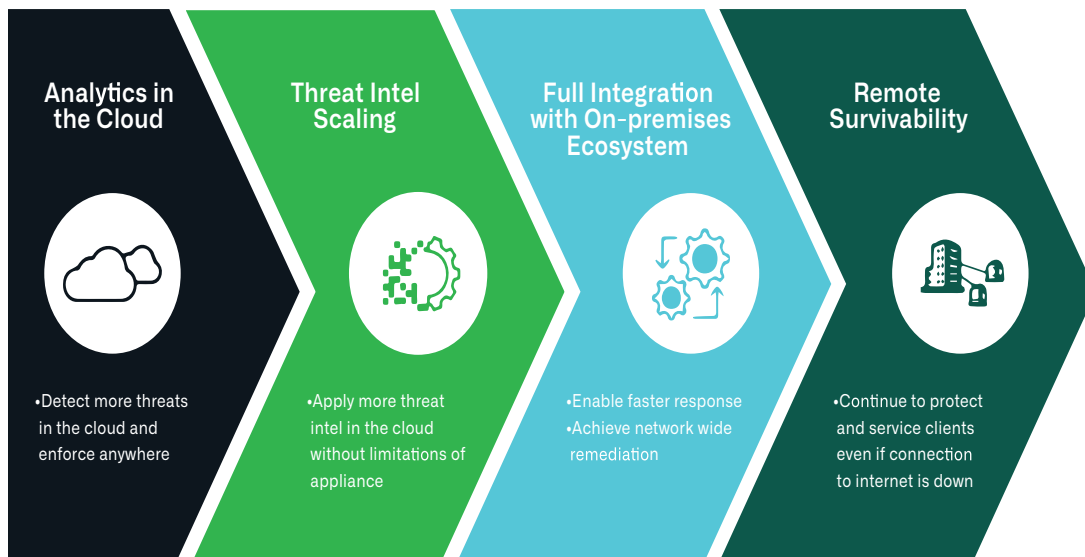 Analytics in
the Cloud
•Detect more threats
in the cloud and
enforce anywhere
Threat Intel
Scaling
•Apply more threat
intel in the cloud
without limitations of
appliance
Full Integration
with On-premises
Ecosystem
•Enable faster response
•Achieve network wide
remediation
Remote
Survivability
•Continue to protect
and service clients
even if connection
to internet is down